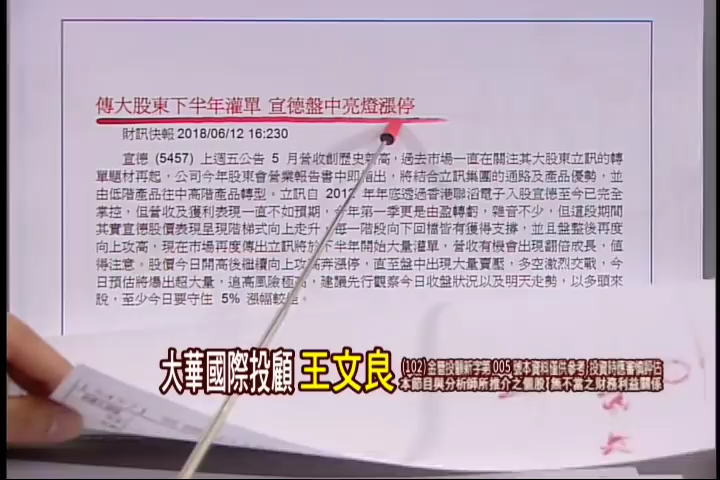 傳大股東下半年灌單 宣德盤中亮燈漲停
財訊快報 2018/06/12 16:230
宣德 (5457) 上週五公告 5 月營收創歷史新高，過去市場一直在關注其大股東立訊的轉
單題材再起，公司今年股東會營業報告書中即指出，將結合立訊集團的通路及產品優勢，並
由低階產品往中高階產品轉型。立訊自 2012 年年底透過香港聯滔電子入股宣德至今已完全
掌控，但營收及獲利表現一直不如預期，今年第一季更是由盈轉虧，雜音不少，但這段期間
其實宣德股價表現呈現階梯式向上走升，每一階段向下回檔皆有獲得支撐，並且盤整後再度
向上攻高，現在市場再度傳出立訊將於下半年開始大量灌單，營收有機會出現翻倍成長，值
得注意。股價今日開高後繼續向上攻高奔漲停，直至盤中出現大量賣壓，多空激烈交戰，今
日預估將爆出超大量，追高風險極高，建議先行觀察今日收盤狀況以及明天走勢，以多頭來
說，至少今日要守住 5% 漲幅較佳。
大華國際投顧 王文良
(102)金管投顧新字第 005 號本資料僅供參考，投資時應審慎評估
本節目與分析師所推介之個股，無不當之財務利益關係